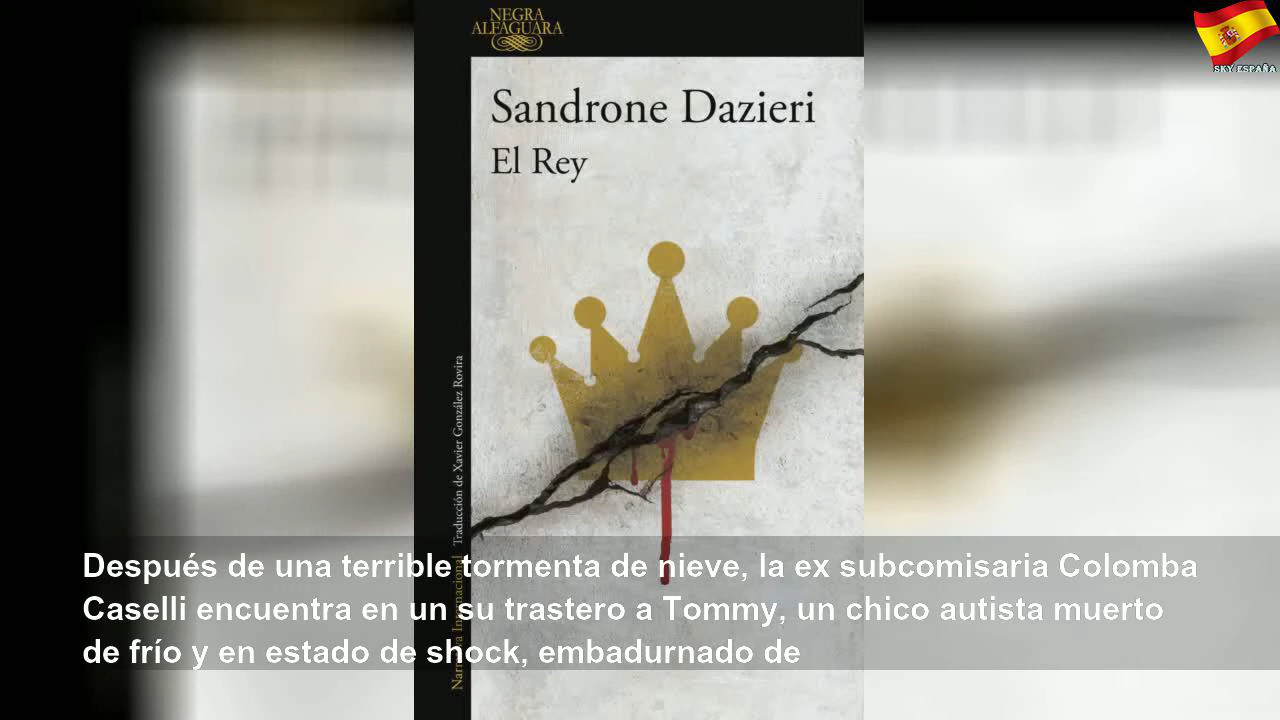 NEGRA
ALFAGUARA
SKY ESPAÑA
Sandrone Dazieri
El Rey
Narrativa Internacional Traducción de Xavier González Rovira
Después de una terrible tormenta de nieve, la ex subcomisaria Colomba
Caselli encuentra en un su trastero a Tommy, un chico autista muerto
de frío y en estado de shock, embadurnado de